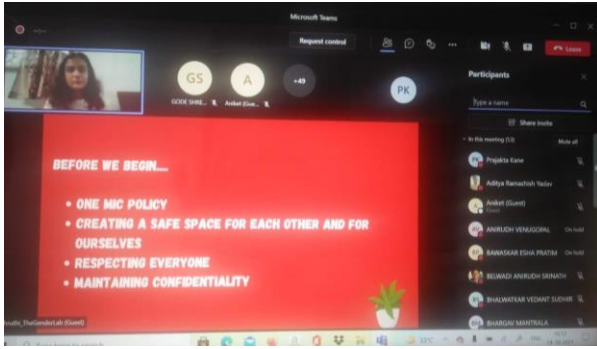 Microsoft Teams
Request control
Leave
GS
A
+49
PK
GODE SHRE...
Aniket (Gue...
Participants
Type a name
Share Invite
In this meeting (53)
Mute all
Prajakta Kane
Aditya Ramashish Yadav
Aniket (Guest)
Guest
ANIRUDH VENUGOPAL
On hold
BAWASKAR ESHA PRATIM
On hold
BELWADI ANIRUDH SRINATH
BHALWATKAR VEDANT SUDHIR
BHARGAV MANTRALA
BEFORE WE BEGIN....
• ONE MIC POLICY
• CREATING A SAFE SPACE FOR EACH OTHER AND FOR
OURSELVES
• RESPECTING EVERYONE
• MAINTAINING CONFIDENTIALITY